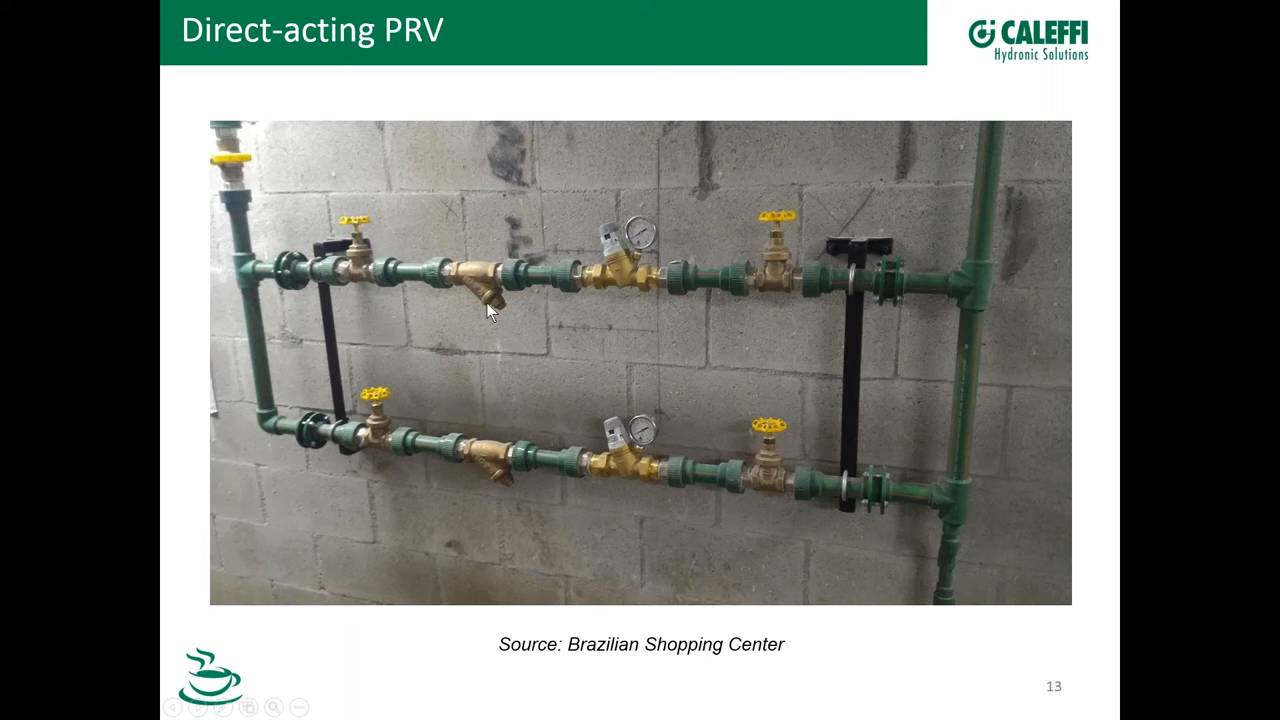 Direct-acting PRV
CALEFFI
Hydronic Solutions
Source: Brazilian Shopping Center
13